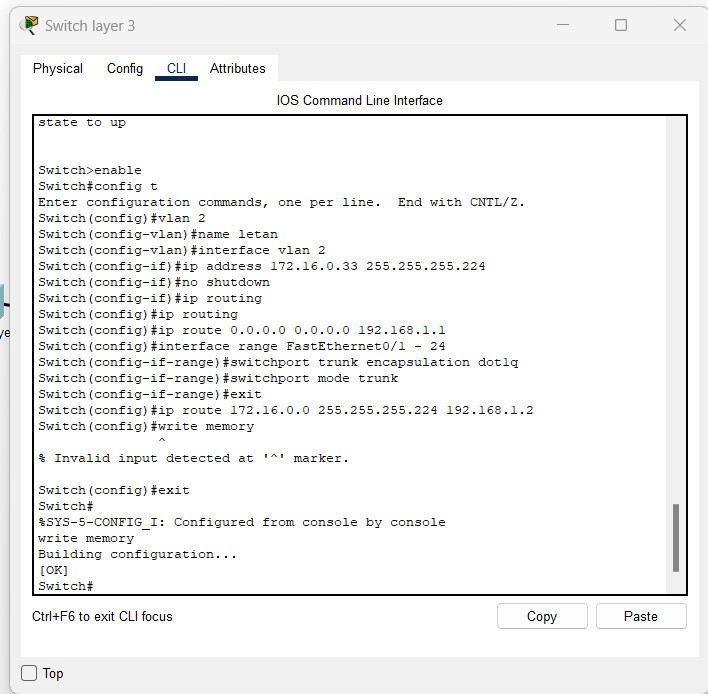 Switch layer 3
Physical Config CLI Attributes
IOS Command Line Interface
state to up
Switch>enable
Switch#config t
Enter configuration commands, one per line.  End with CNTL/Z.
Switch(config)#vlan 2
Switch(config-vlan)#name letan
Switch(config-vlan)#interface vlan 2
Switch(config-if)#ip address 172.16.0.33 255.255.255.224
Switch(config-if)#no shutdown
Switch(config-if)#ip routing
Switch(config)#ip routing
Switch(config)#ip route 0.0.0.0 0.0.0.0 192.168.1.1
Switch(config)#interface range FastEthernet0/1 - 24
Switch(config-if-range)#switchport trunk encapsulation dot1q
Switch(config-if-range)#switchport mode trunk
Switch(config-if-range)#exit
Switch(config)#ip route 172.16.0.0 255.255.255.224 192.168.1.2
Switch(config)#write memory
^
% Invalid input detected at '^' marker.
Switch(config)#exit
Switch#
%SYS-5-CONFIG_I: Configured from console by console
write memory
Building configuration...
[OK]
Switch#
Ctrl+F6 to exit CLI focus
Copy Paste
Top